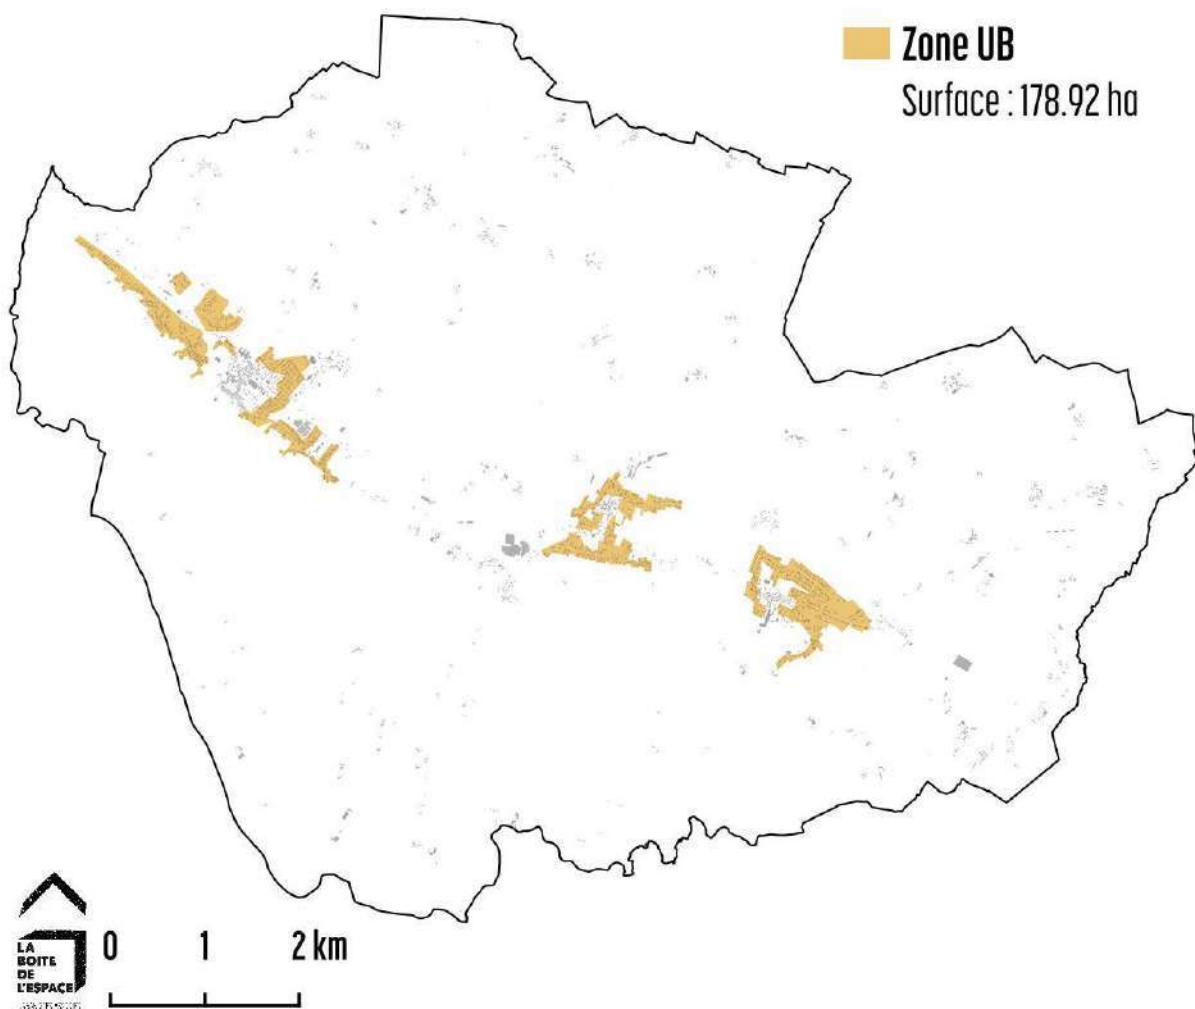 Zone UB
Surface : 178.92 ha
0 1 2 km
LA
BOITE
DE
L'ESPACE